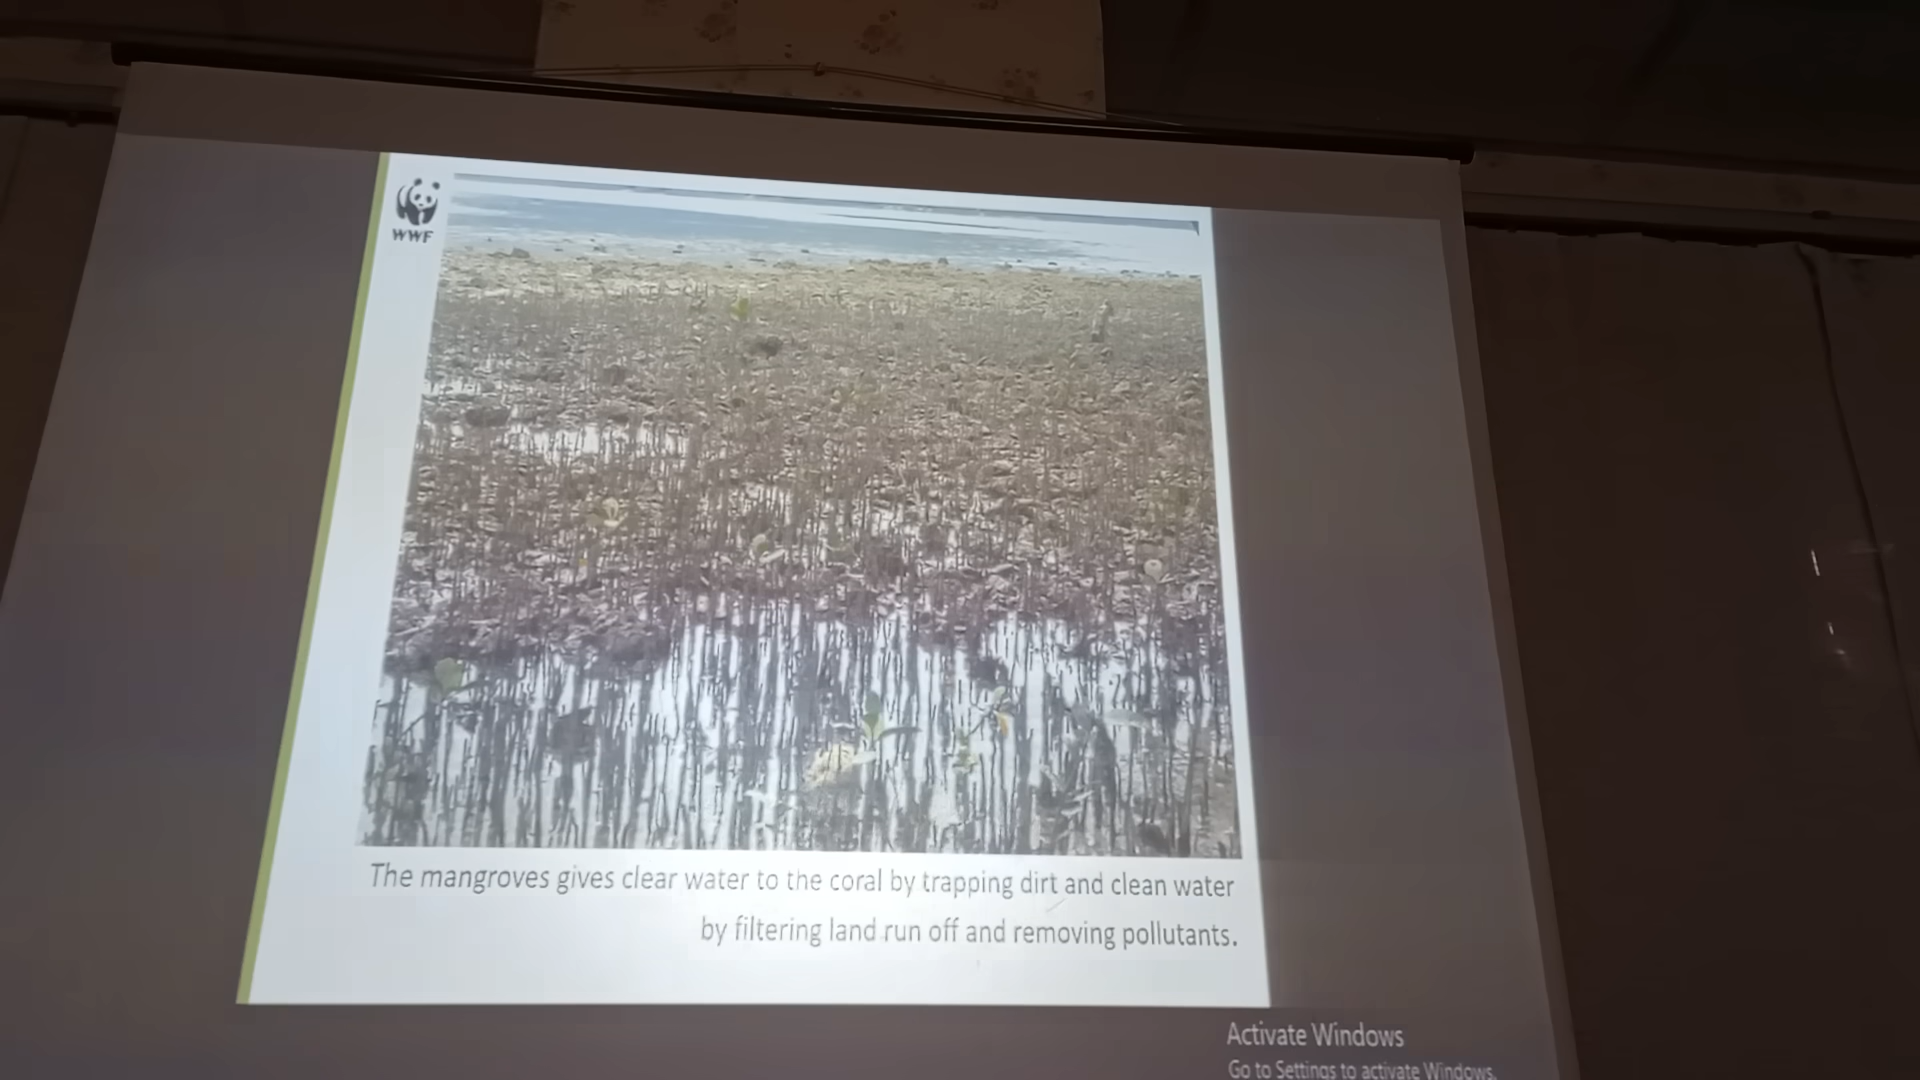 WWF
The mangroves gives clear water to the coral by trapping dirt and clean water
by filtering land run off and removing pollutants.
Activate Windows
Go to Settings to activate Windows.